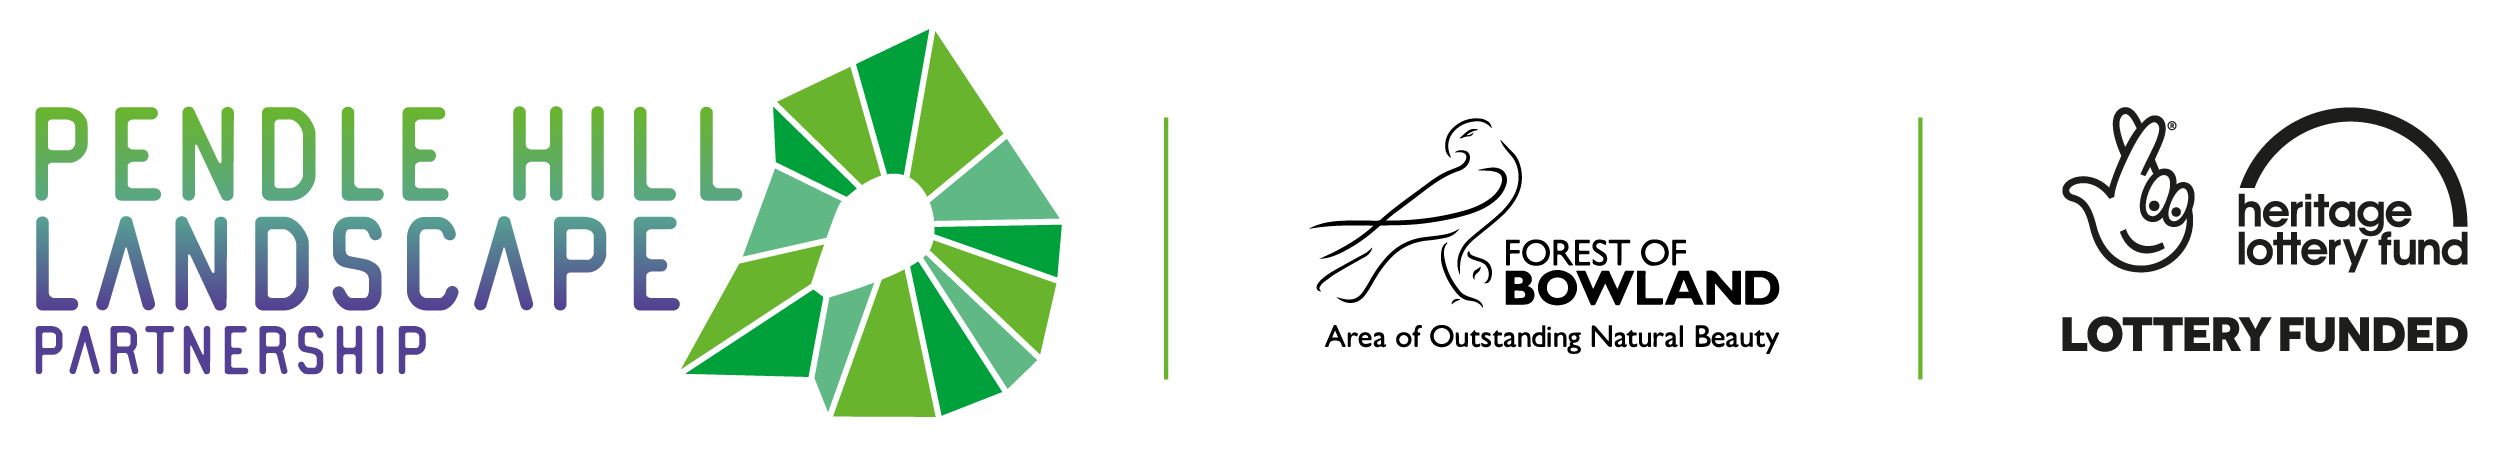 PENDLE HILL
LANDSCAPE
PARTNERSHIP
FOREST OF
BOWLAND
Area of Outstanding Natural Beauty
®
heritage
lottery fund
LOTTERY FUNDED